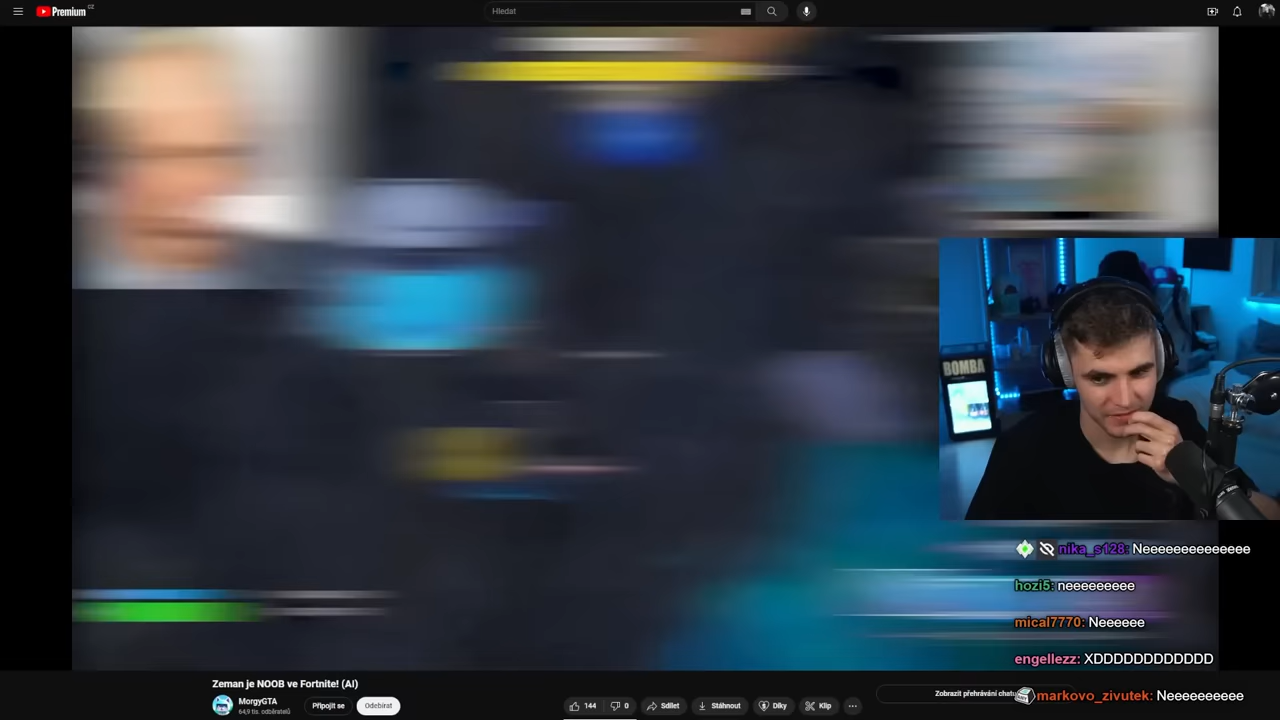 Premium CZ
Hledat
BOMBA
nika_s128: Neeeeeeeeeeeeee
hozi5: neeeeeeeee
mical7770: Neeeeee
engellezz: XDDDDDDDDDDDD
markovo_zivutek: Neeeeeeeeee
Zeman je NOOB ve Fortnite! (AI)
MorgyGTA
64,9 tis. odběratelů
Připojit se
Odebírat
144
0
Sdílet
Stáhnout
Díky
Klip
Zobrazit přehrávání chatu